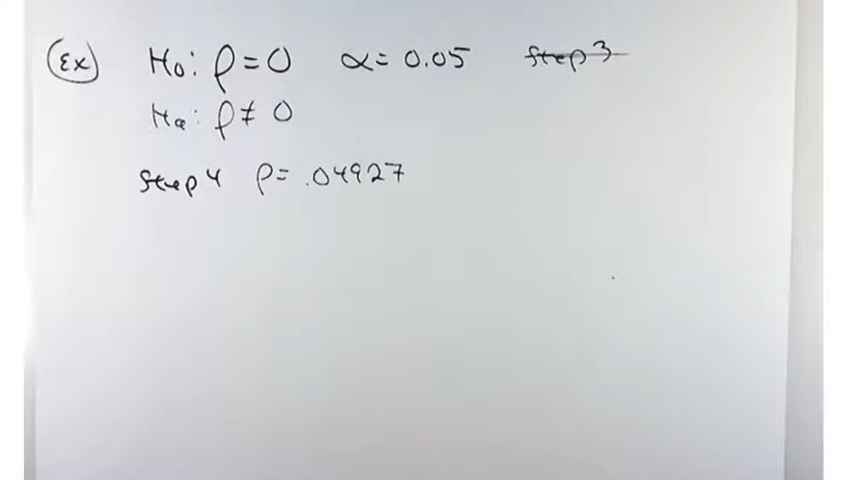 Ex H₀: ρ = 0 α = 0.05 Step 3
Hₐ: ρ ≠ 0
Step 4 P = .04927